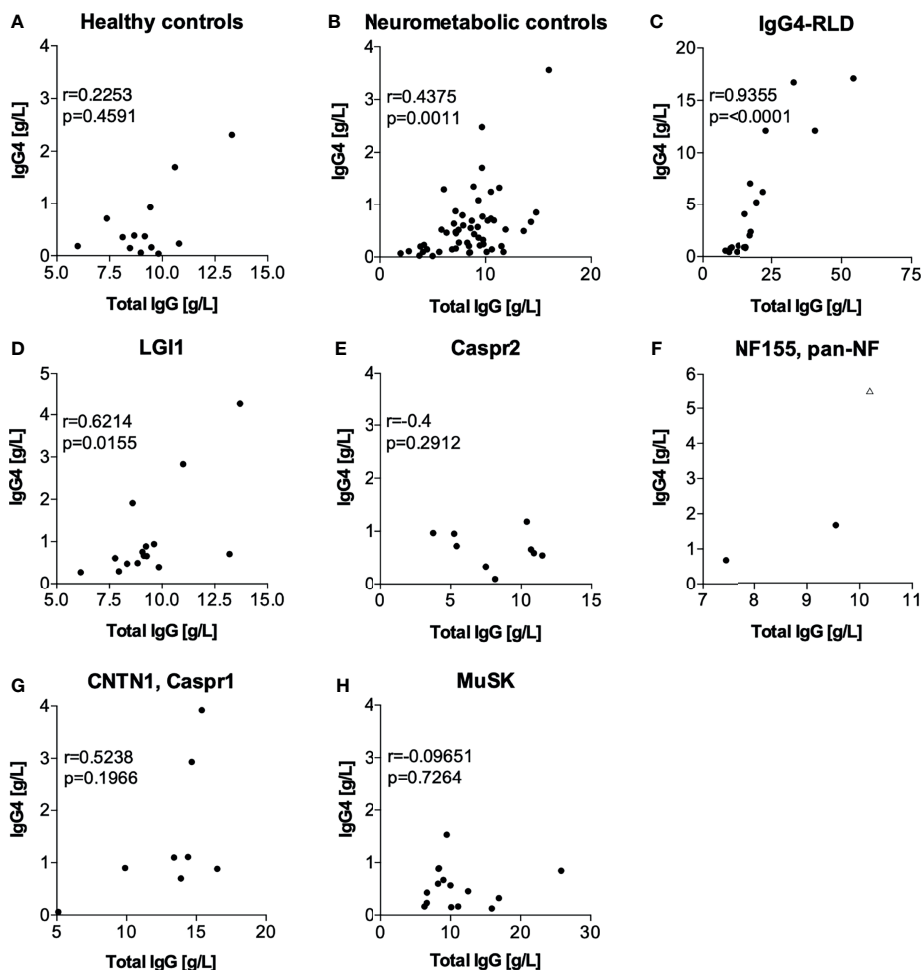 A Healthy controls
4
3
2
1
0
5.0 7.5 10.0 12.5 15.0
IgG4 [g/L]
r=0.2253
p=0.4591
Total IgG [g/L]
B Neurometabolic controls
4
3
2
1
0
0 10 20
IgG4 [g/L]
r=0.4375
p=0.0011
Total IgG [g/L]
C IgG4-RLD
20
15
10
5
0
0 25 50 75
IgG4 [g/L]
r=0.9355
p=<0.0001
Total IgG [g/L]
D LGI1
5
4
3
2
1
0
5.0 7.5 10.0 12.5 15.0
IgG4 [g/L]
r=0.6214
p=0.0155
Total IgG [g/L]
E Caspr2
4
3
2
1
0
0 5 10 15
IgG4 [g/L]
r=-0.4
p=0.2912
Total IgG [g/L]
F NF155, pan-NF
6
5
4
3
2
1
0
7 8 9 10 11
IgG4 [g/L]
Total IgG [g/L]
G CNTN1, Caspr1
4
3
2
1
0
5 10 15 20
IgG4 [g/L]
r=0.5238
p=0.1966
Total IgG [g/L]
H MuSK
4
3
2
1
0
0 10 20 30
IgG4 [g/L]
r=-0.09651
p=0.7264
Total IgG [g/L]